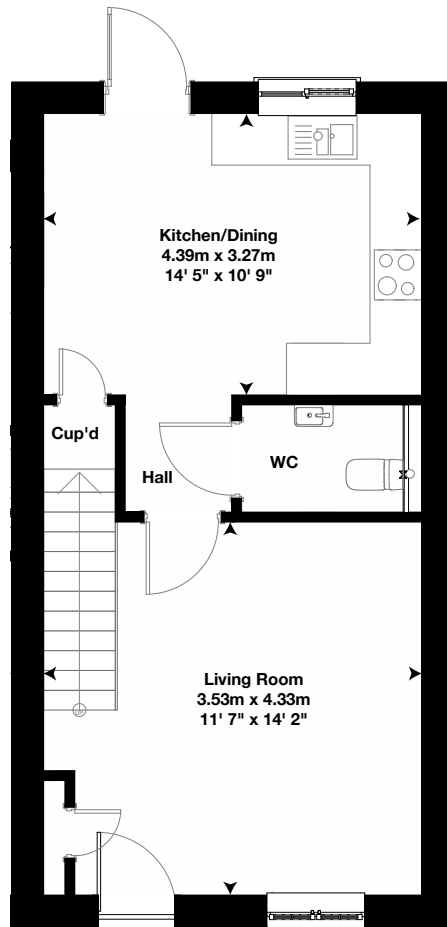 Kitchen/Dining
4.39m x 3.27m
14' 5" x 10' 9"
Cup'd
Hall
WC
Living Room
3.53m x 4.33m
11' 7" x 14' 2"